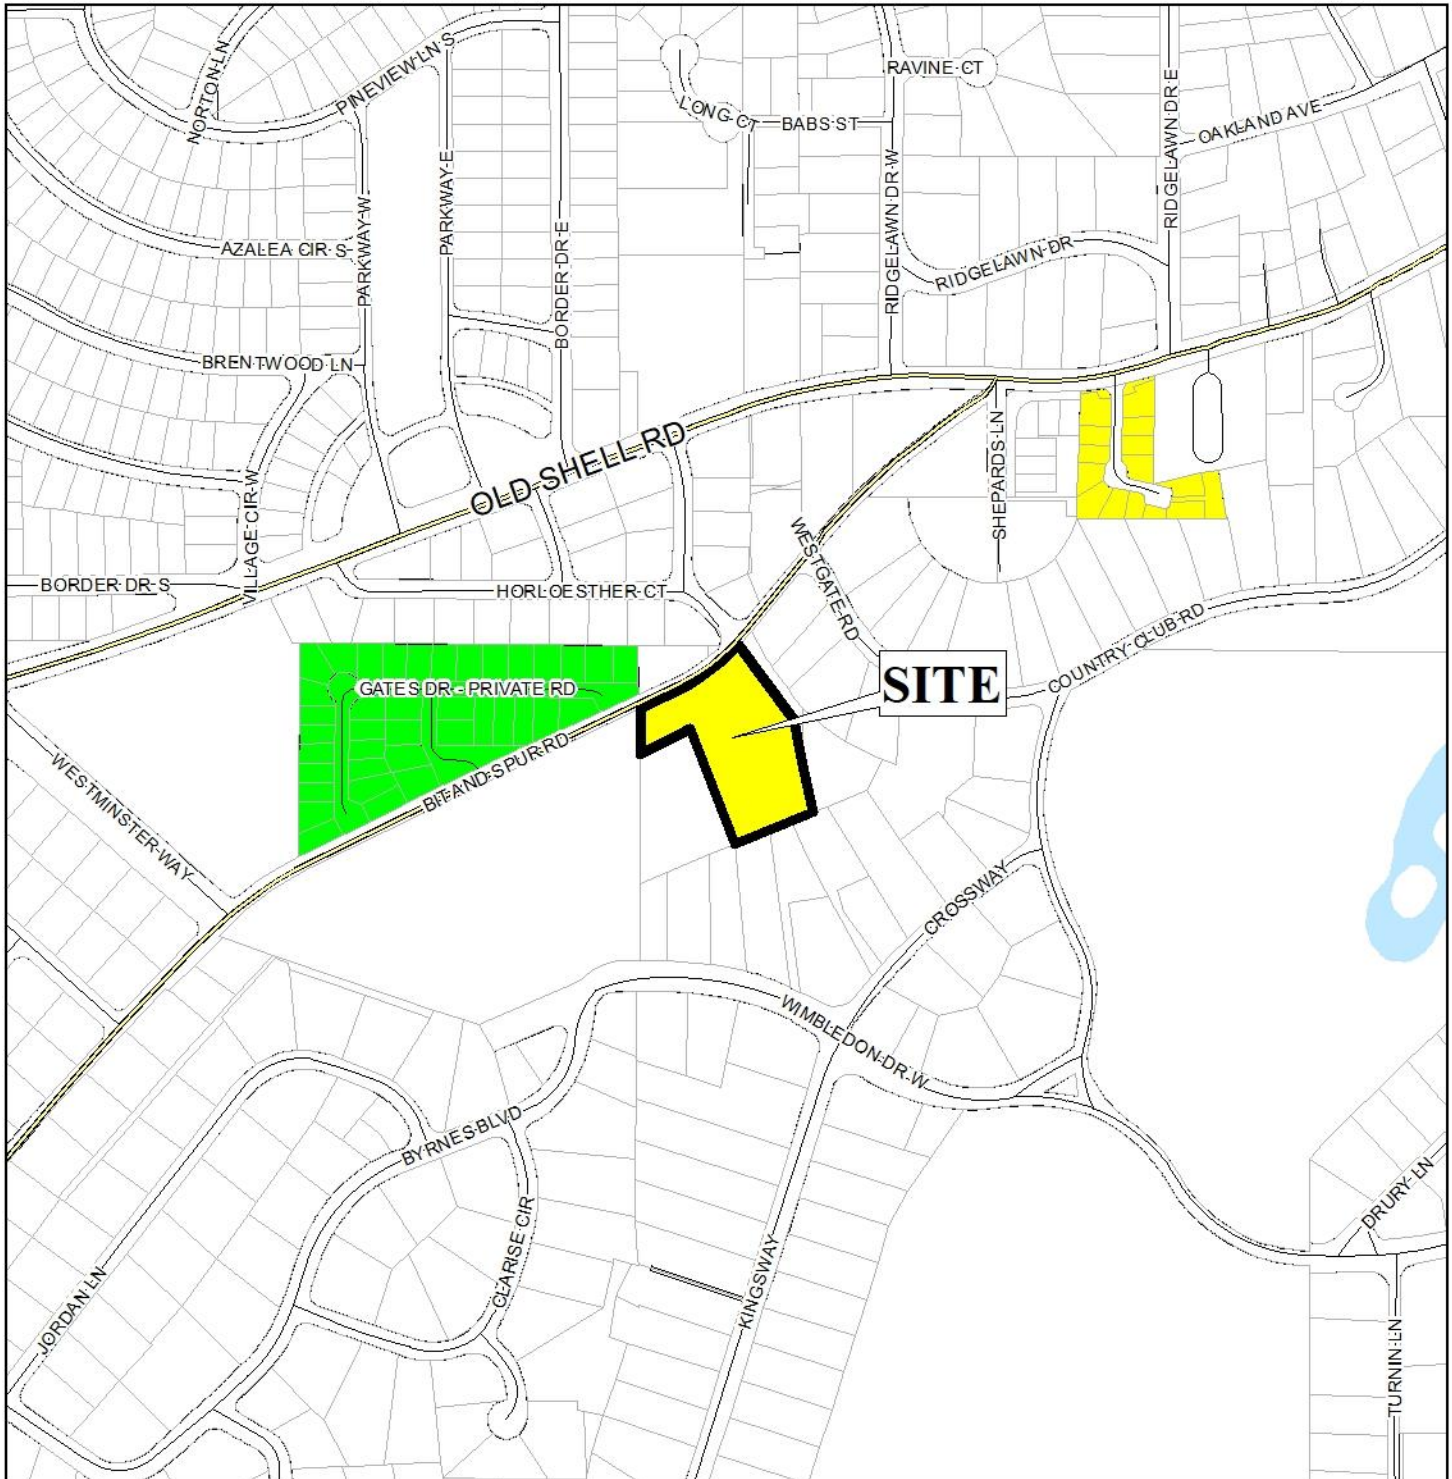 NORTON LN
PINEVIEW LN S
RAVINE CT
LONG CT
BABS ST
OAKLAND AVE
RIDGELAWN DR E
RIDGELAWN DR W
PARKWAY E
PARKWAY W
AZALEA CIR S
BORDER DR E
RIDGELAWN DR
BRENTWOOD LN
OLD SHELL RD
SHEPARDS LN
VILLAGE CIR W
WESTGATE RD
BORDER DR S
HORLOESTHER CT
COUNTRY CLUB RD
GATES DR - PRIVATE RD
SITE
BIT AND SPUR RD
WESTMINSTER WAY
CROSSWAY
WIMBLEDON DR W
BYRNES BLVD
CLARISE CIR
DRURY LN
KINGSWAY
JORDAN LN
TURNIN LN